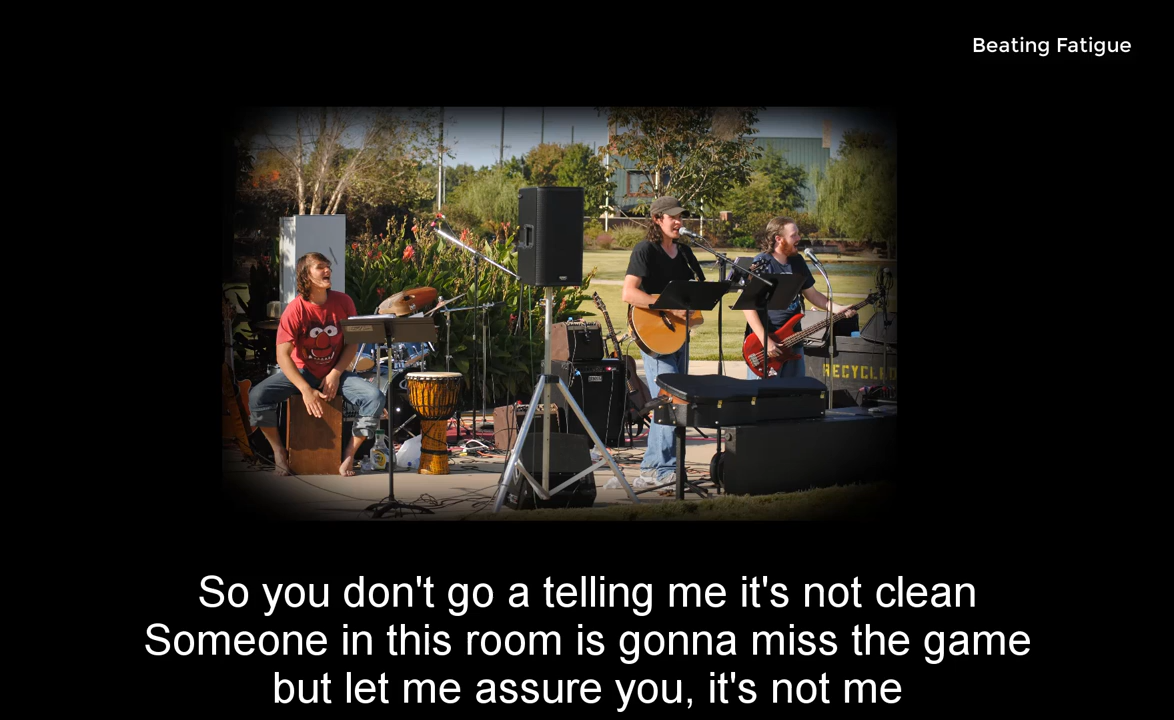 Beating Fatigue
RECYCLED
So you don't go a telling me it's not clean
Someone in this room is gonna miss the game
but let me assure you, it's not me